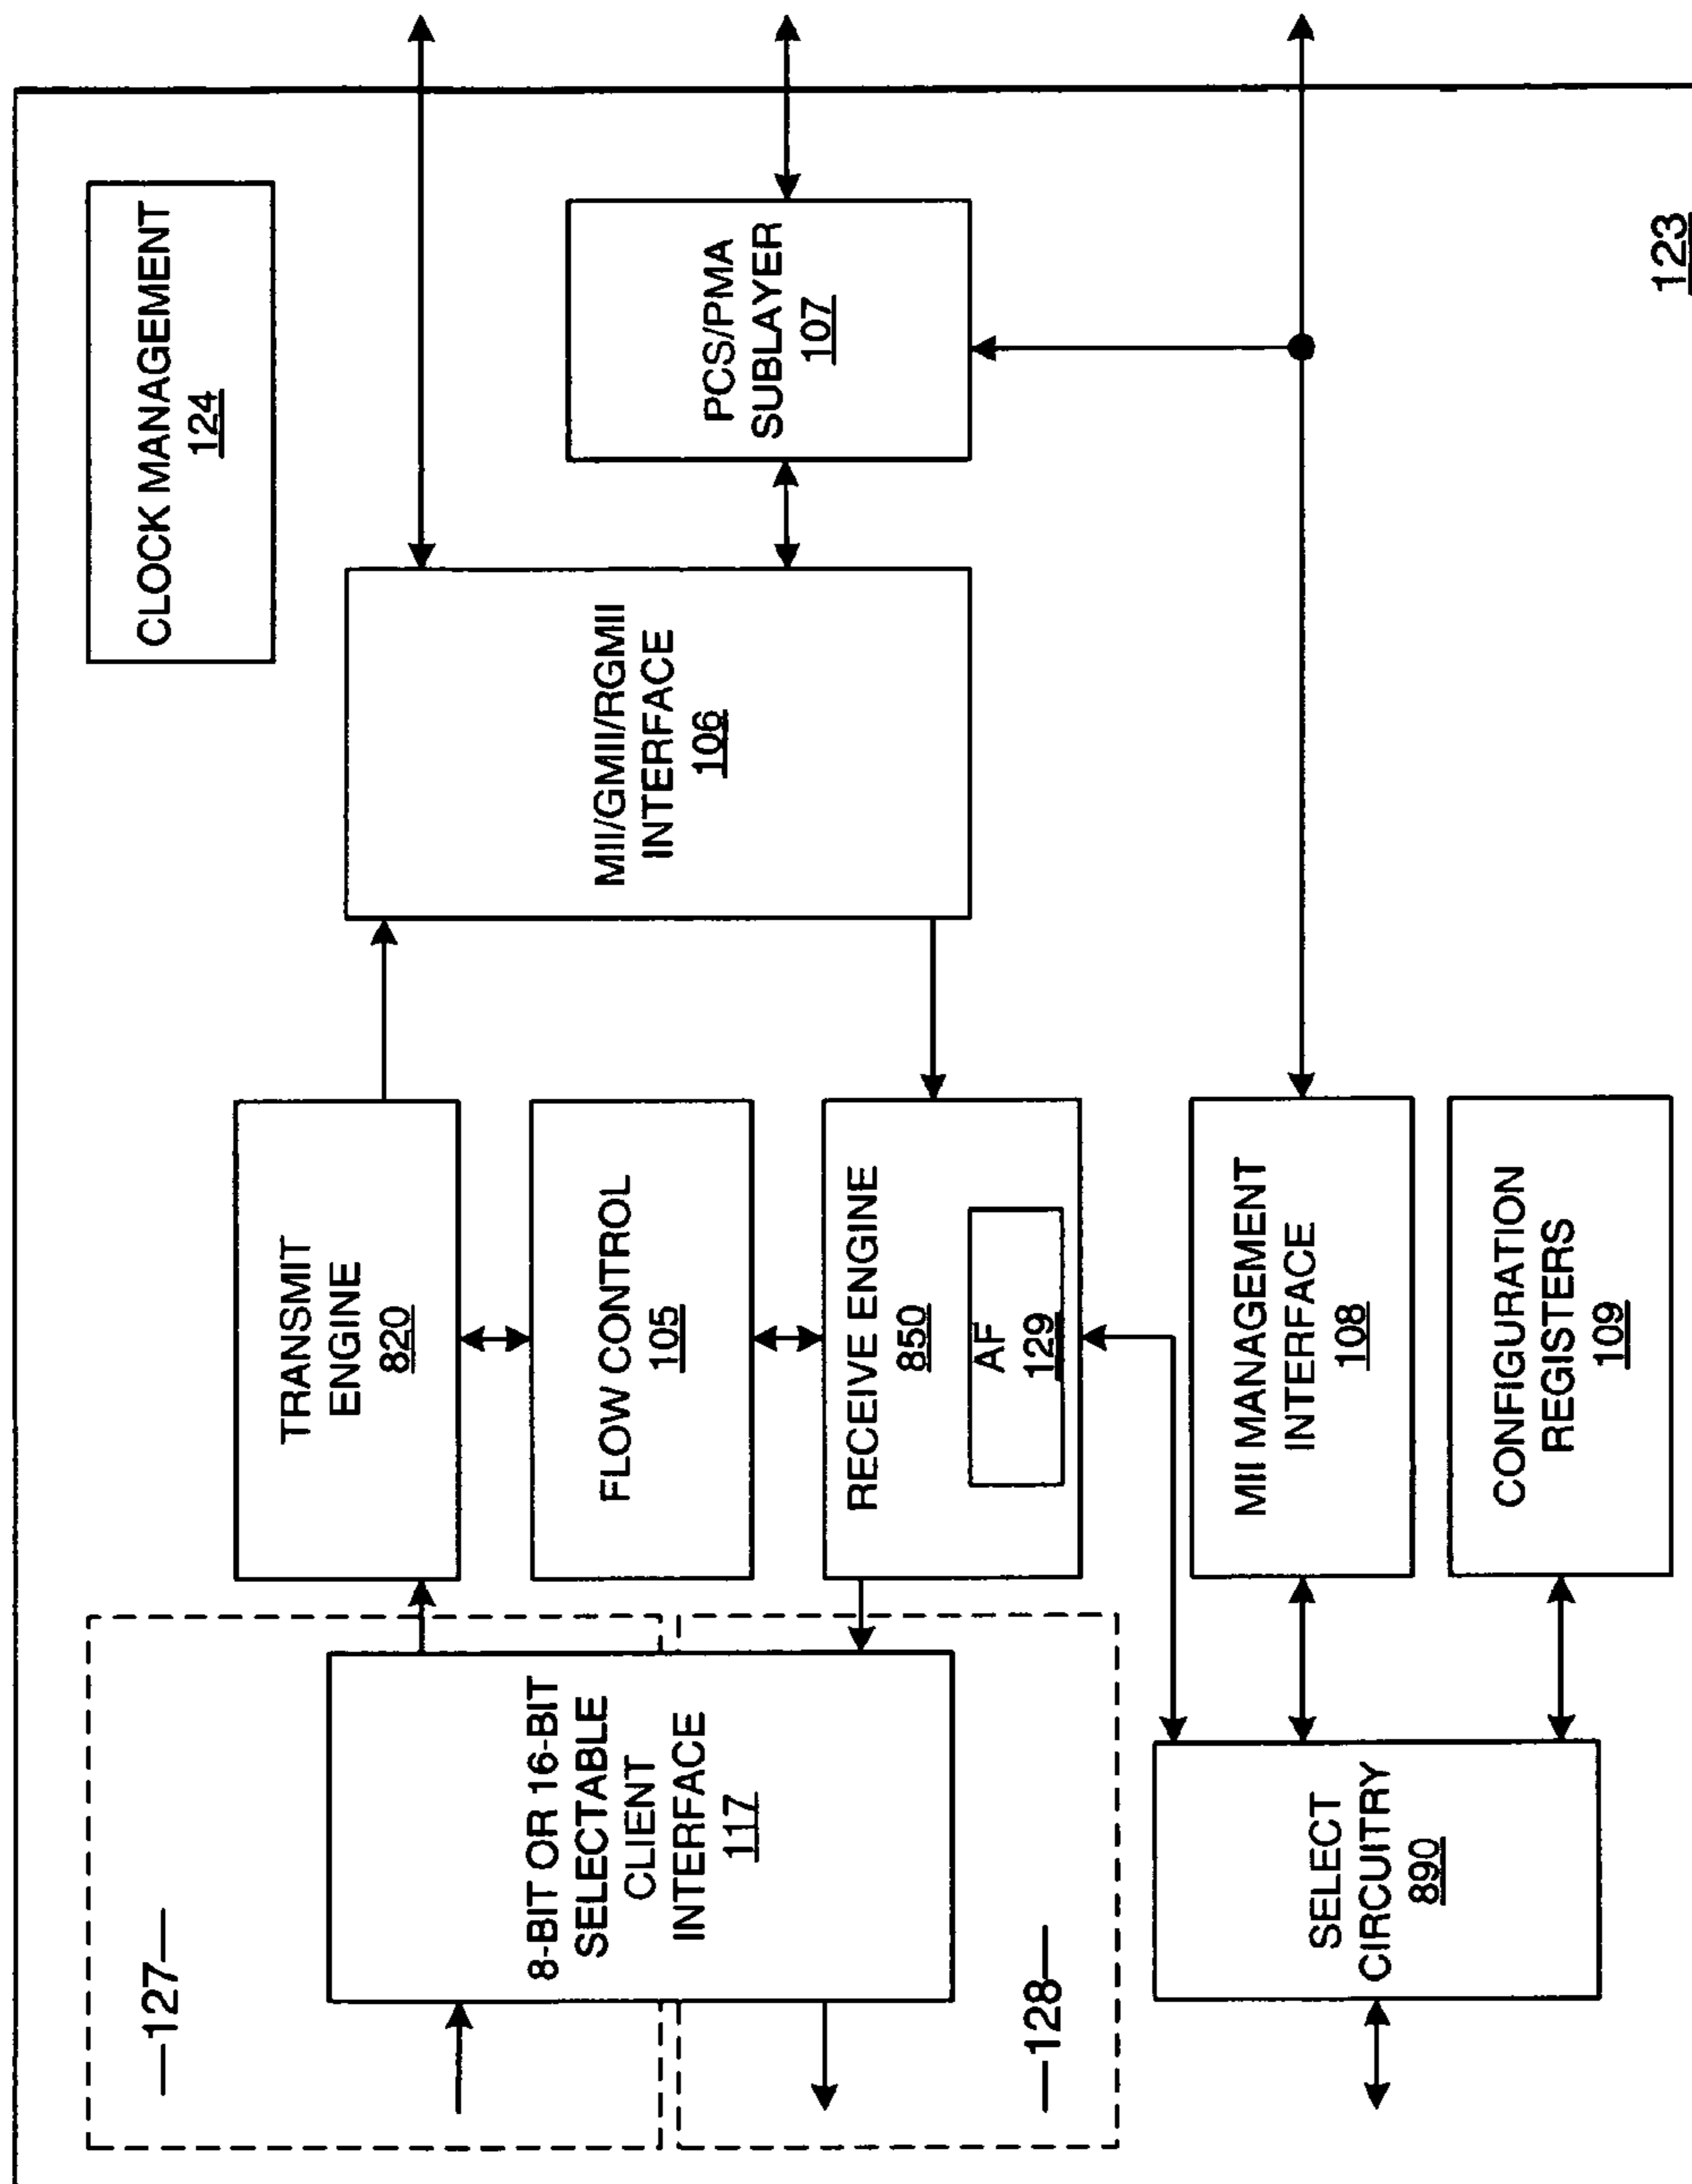 CLOCK MANAGEMENT
124
—127—
8-BIT OR 16-BIT
SELECTABLE
CLIENT
INTERFACE
117
—128—
TRANSMIT
ENGINE
820
FLOW CONTROL
105
RECEIVE ENGINE
850
AF
129
MII/GMII/RGMII
INTERFACE
106
PCS/PMA
SUBLAYER
107
SELECT
CIRCUITRY
890
MII MANAGEMENT
INTERFACE
108
CONFIGURATION
REGISTERS
109
123